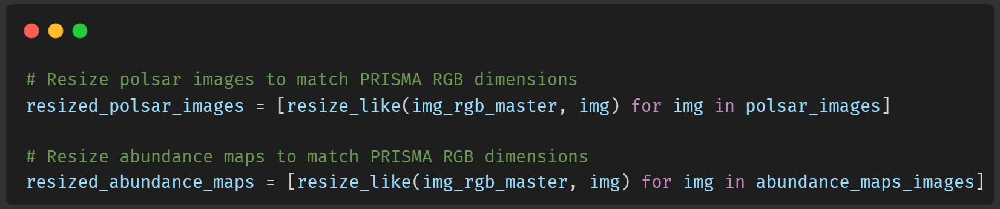 # Resize polsar images to match PRISMA RGB dimensions
resized_polsar_images = [resize_like(img_rgb_master, img) for img in polsar_images]
# Resize abundance maps to match PRISMA RGB dimensions
resized_abundance_maps = [resize_like(img_rgb_master, img) for img in abundance_maps_images]